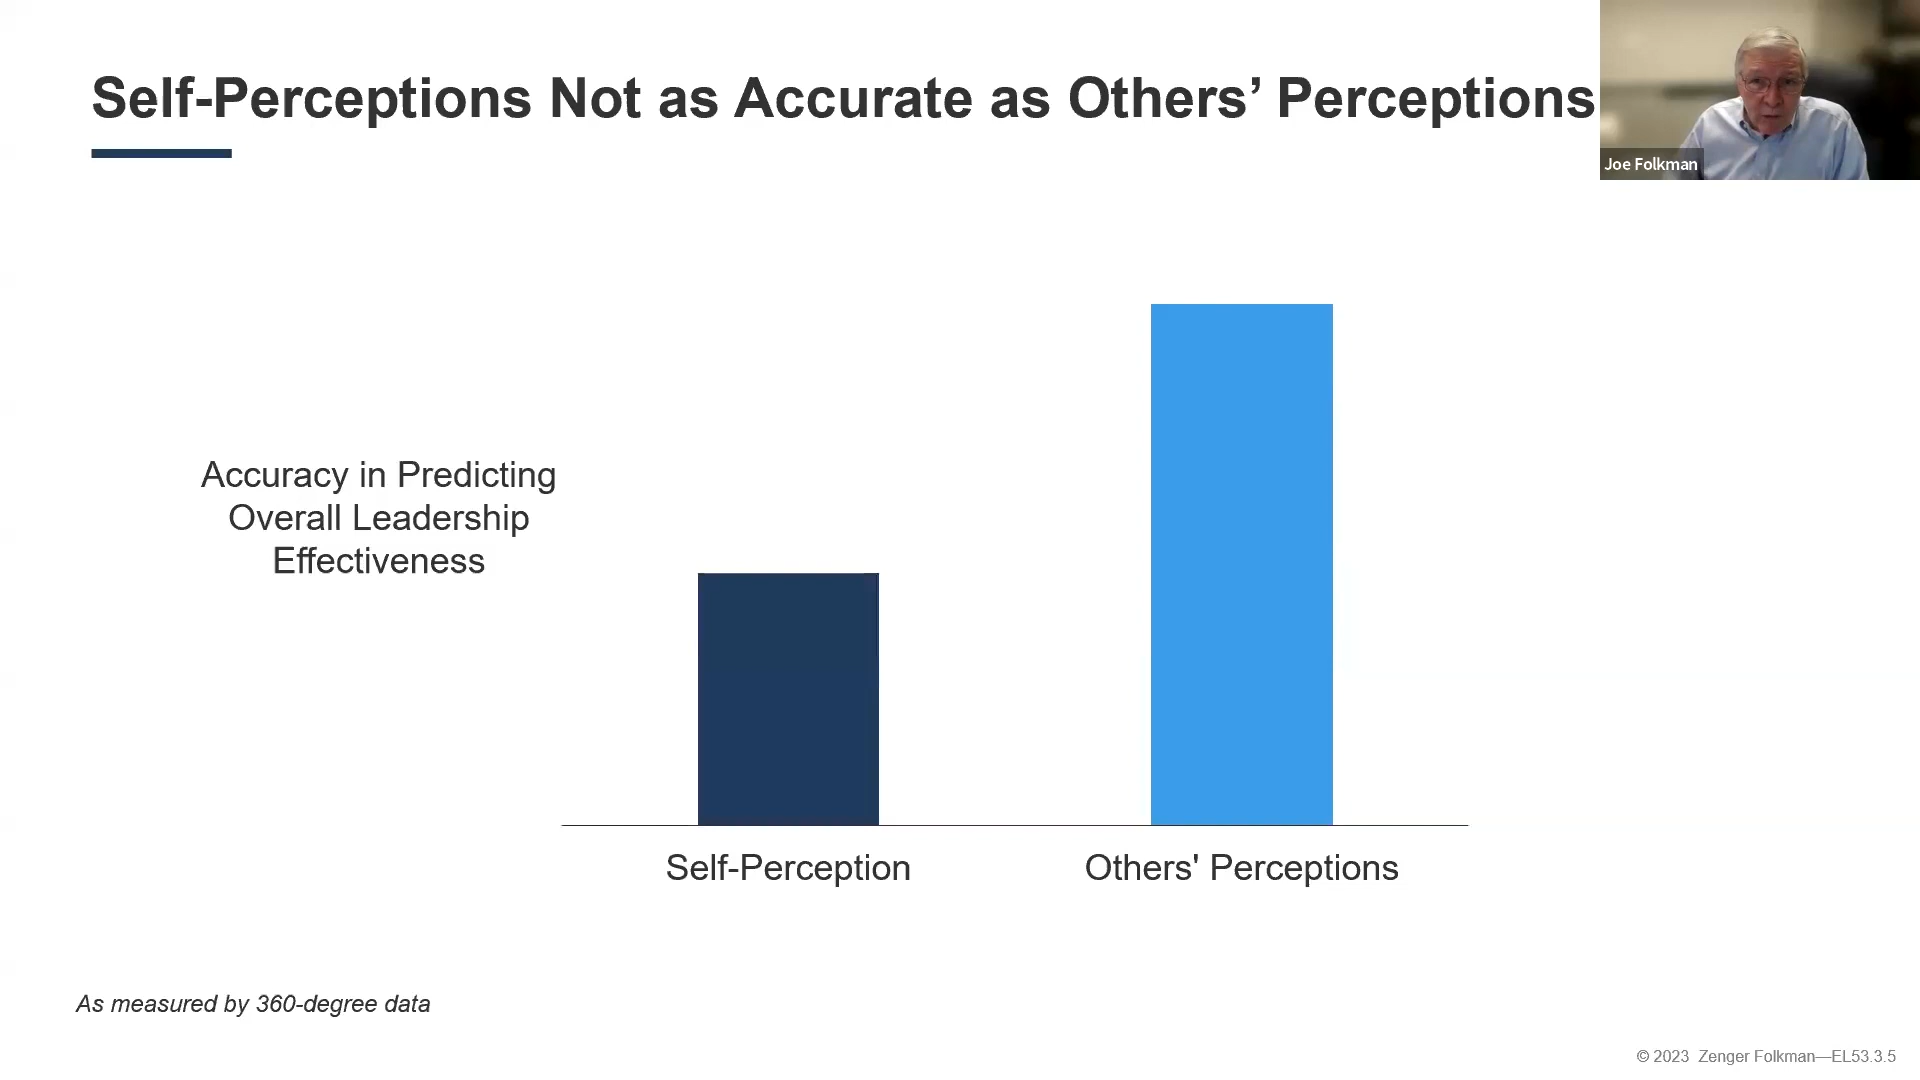 Self-Perceptions Not as Accurate as Others’ Perceptions
Joe Folkman
Accuracy in Predicting
Overall Leadership
Effectiveness
Self-Perception
Others' Perceptions
As measured by 360-degree data
© 2023 Zenger Folkman—EL53.3.5